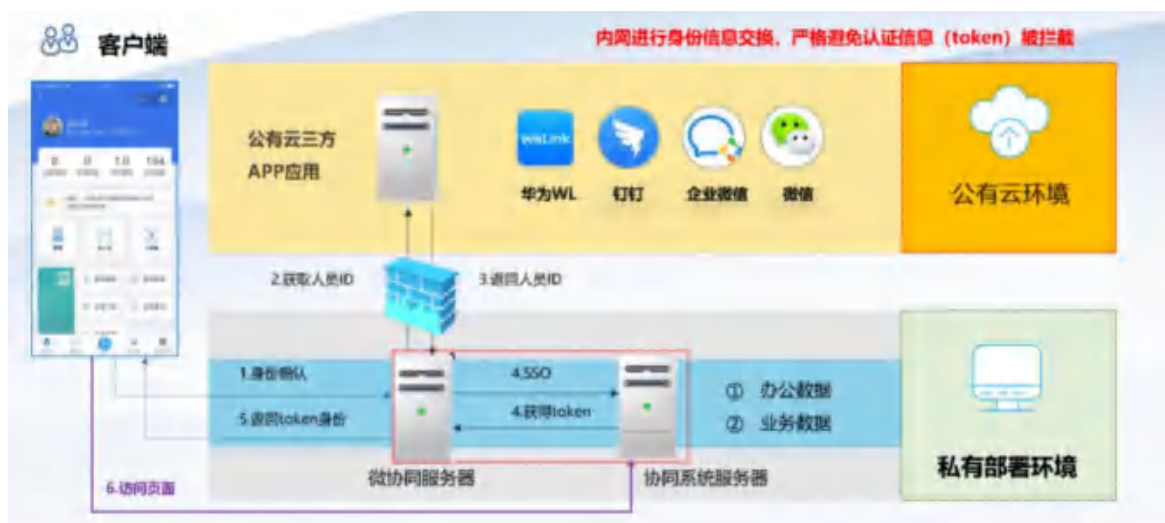 客户端
内网进行身份信息交换，严格避免认证信息（token）被拦截
公有云三方
APP应用
WeLink
华为WL
钉钉
企业微信
微信
公有云环境
2.获取人员ID
3.返回人员ID
1.身份确认
4.SSO
5.返回token身份
4.获得token
① 办公数据
② 业务数据
微协同服务器
协同系统服务器
私有部署环境
6.访问页面